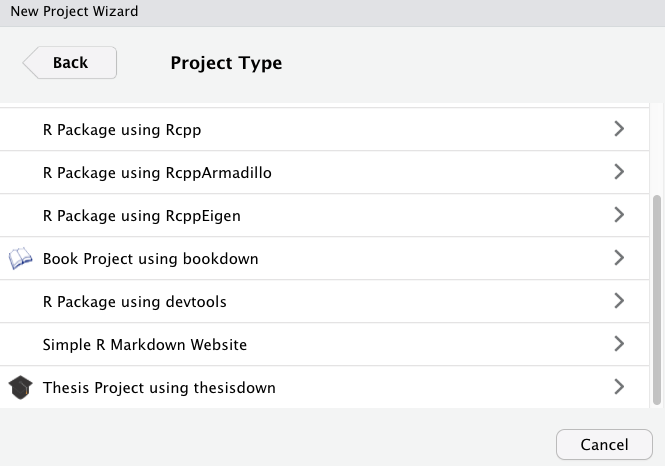 New Project Wizard
Back
Project Type
R Package using Rcpp
R Package using RcppArmadillo
R Package using RcppEigen
Book Project using bookdown
R Package using devtools
Simple R Markdown Website
Thesis Project using thesisdown
Cancel